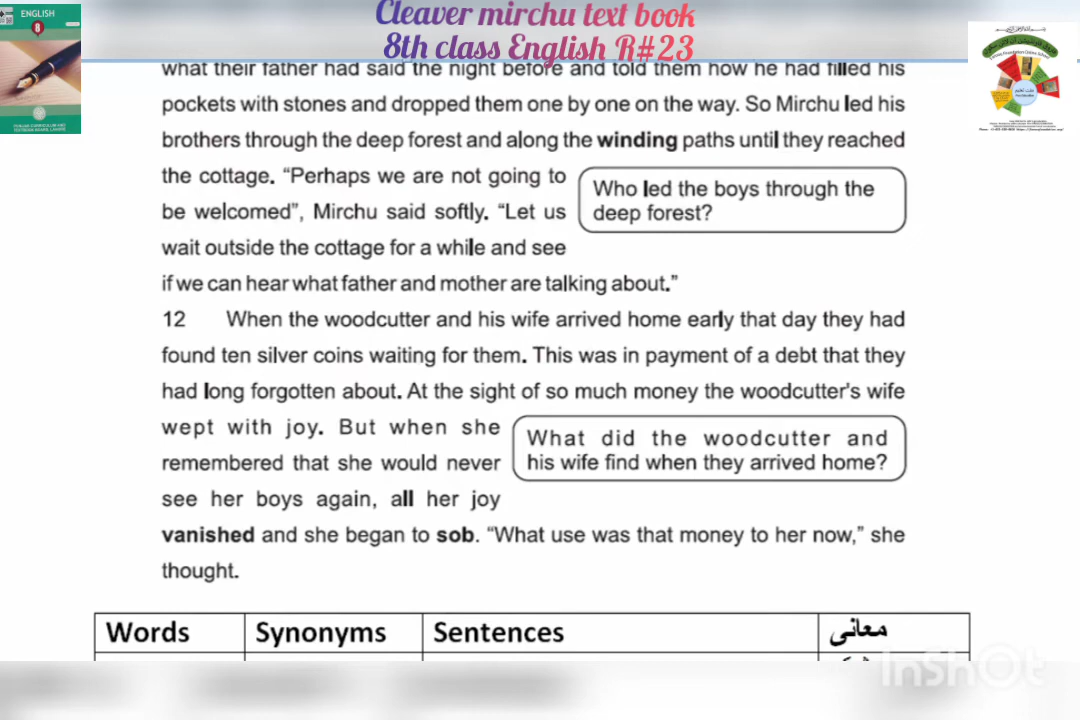 Cleaver mirchu text book
8th class English R#23
ENGLISH
8
what their father had said the night before and told them how he had filled his
pockets with stones and dropped them one by one on the way. So Mirchu led his
brothers through the deep forest and along the winding paths until they reached
the cottage. “Perhaps we are not going to
be welcomed”, Mirchu said softly. “Let us
wait outside the cottage for a while and see
if we can hear what father and mother are talking about.”
Who led the boys through the
deep forest?
12 When the woodcutter and his wife arrived home early that day they had
found ten silver coins waiting for them. This was in payment of a debt that they
had long forgotten about. At the sight of so much money the woodcutter's wife
wept with joy. But when she
remembered that she would never
see her boys again, all her joy
vanished and she began to sob. “What use was that money to her now,” she
thought.
What did the woodcutter and
his wife find when they arrived home?
Words Synonyms Sentences معانی
InShOt